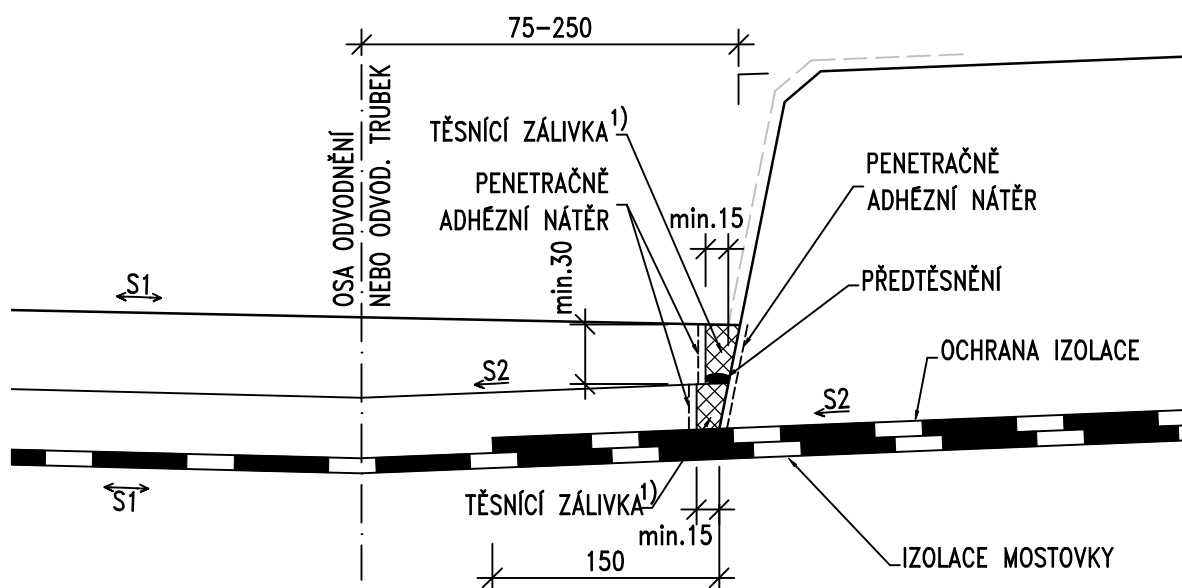 75-250
OSA ODVODNĚNÍ
NEBO ODVOD. TRUBEK
TĚSNÍCÍ ZÁLIVKA1)
PENETRAČNĚ
ADHÉZNÍ NÁTĚR
min.15
PENETRAČNĚ
ADHÉZNÍ NÁTĚR
min.30
PŘEDTĚSNĚNÍ
S1
OCHRANA IZOLACE
S2
S2
S1
TĚSNÍCÍ ZÁLIVKA1)
min.15
150
IZOLACE MOSTOVKY